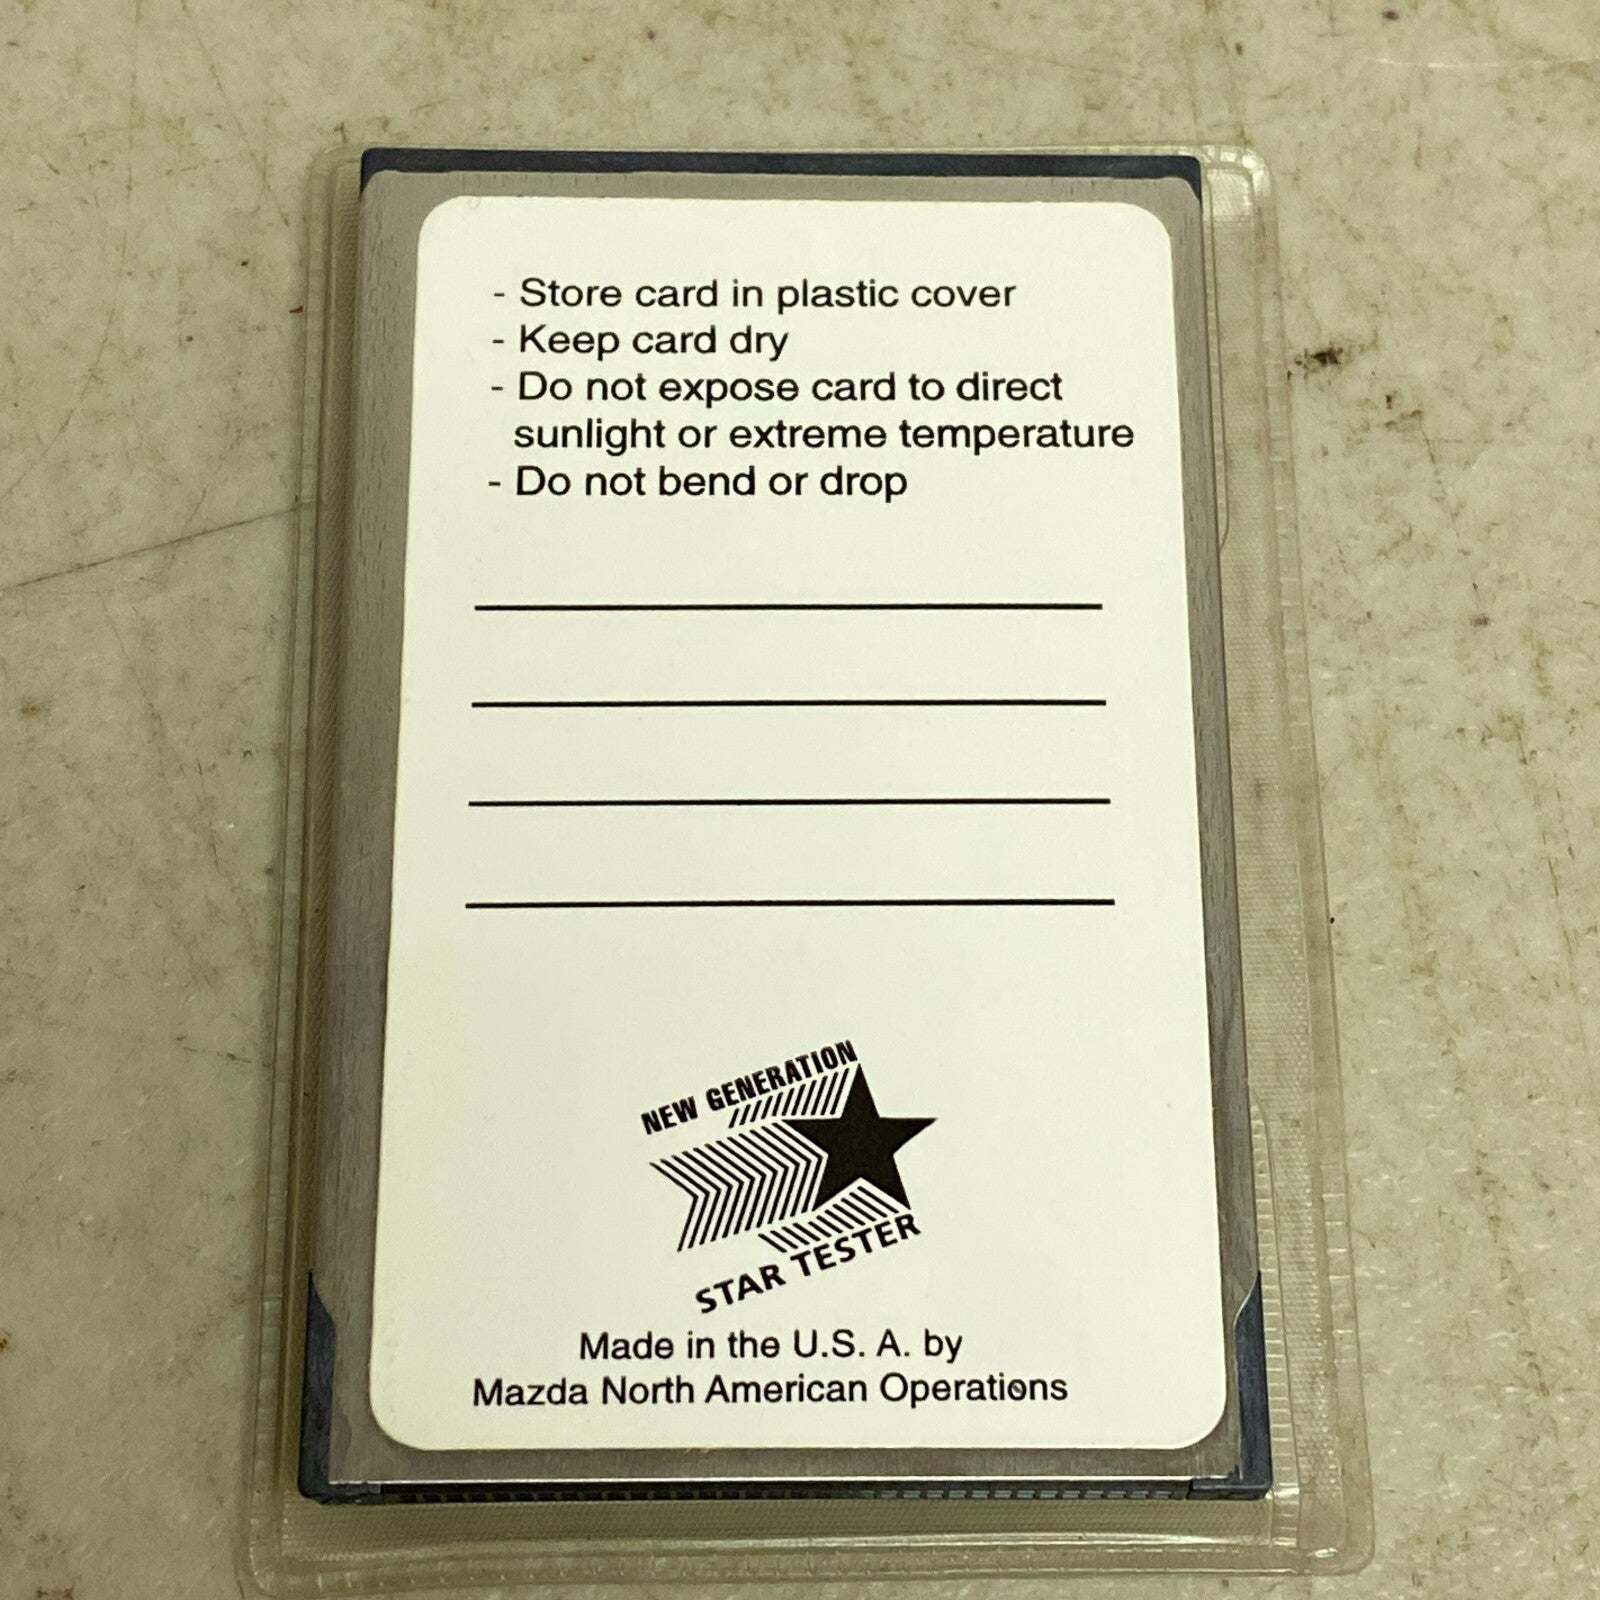 - Store card in plastic cover
- Keep card dry
- Do not expose card to direct
sunlight or extreme temperature
- Do not bend or drop
NEW GENERATION
STAR TESTER
Made in the U.S. A. by
Mazda North American Operations